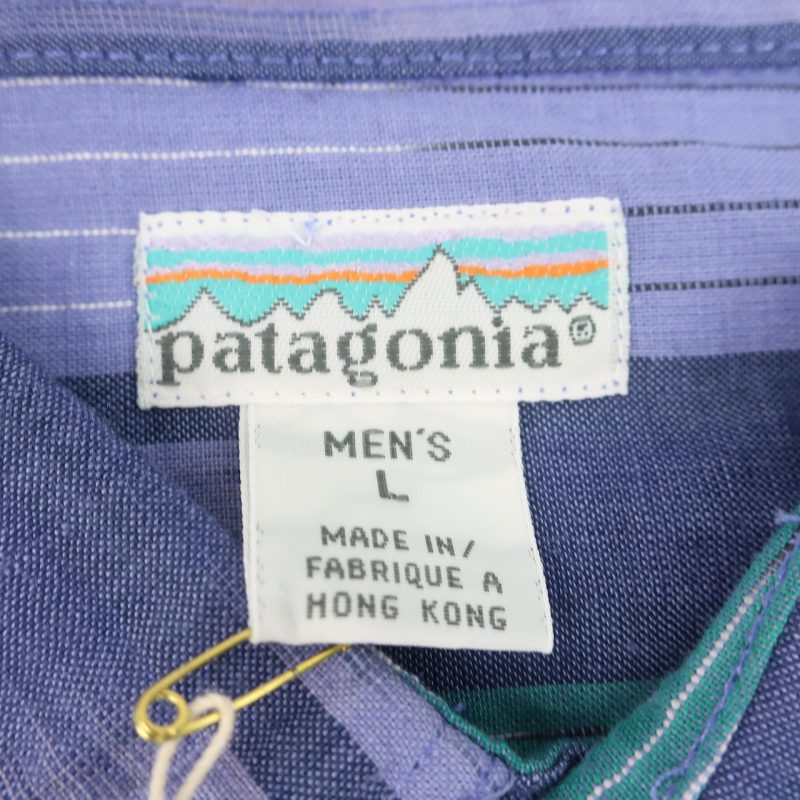 patagonia®
MEN'S
L
MADE IN/
FABRIQUE A
HONG KONG